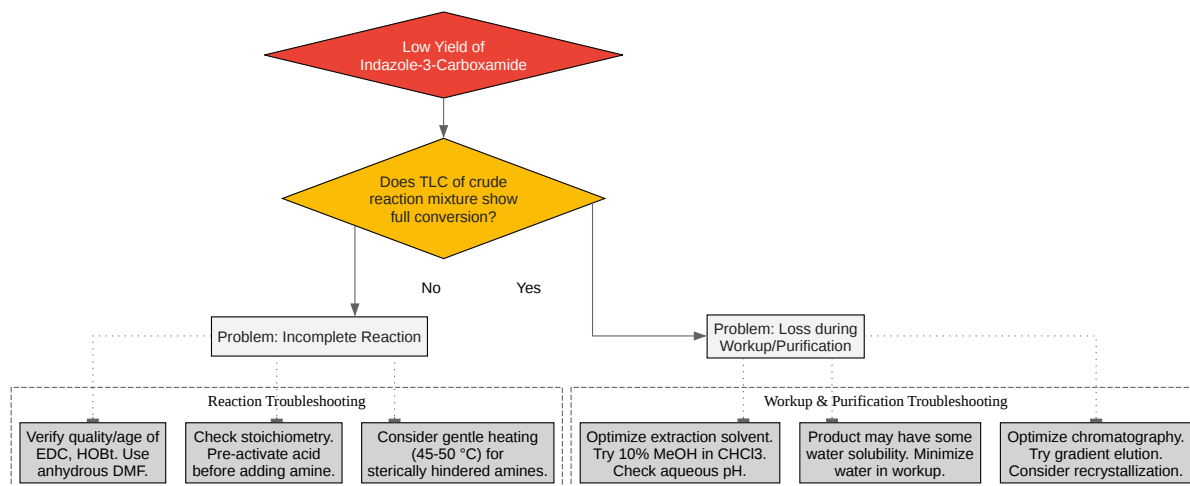 Low Yield of
Indazole-3-Carboxamide
Does TLC of crude
reaction mixture show
full conversion?
No
Yes
Problem: Incomplete Reaction
Problem: Loss during
Workup/Purification
Reaction Troubleshooting
Verify quality/age of
EDC, HOBt. Use
anhydrous DMF.
Check stoichiometry.
Pre-activate acid
before adding amine.
Consider gentle heating
(45-50 °C) for
sterically hindered amines.
Workup & Purification Troubleshooting
Optimize extraction solvent.
Try 10% MeOH in CHCl3.
Check aqueous pH.
Product may have some
water solubility. Minimize
water in workup.
Optimize chromatography.
Try gradient elution.
Consider recrystallization.